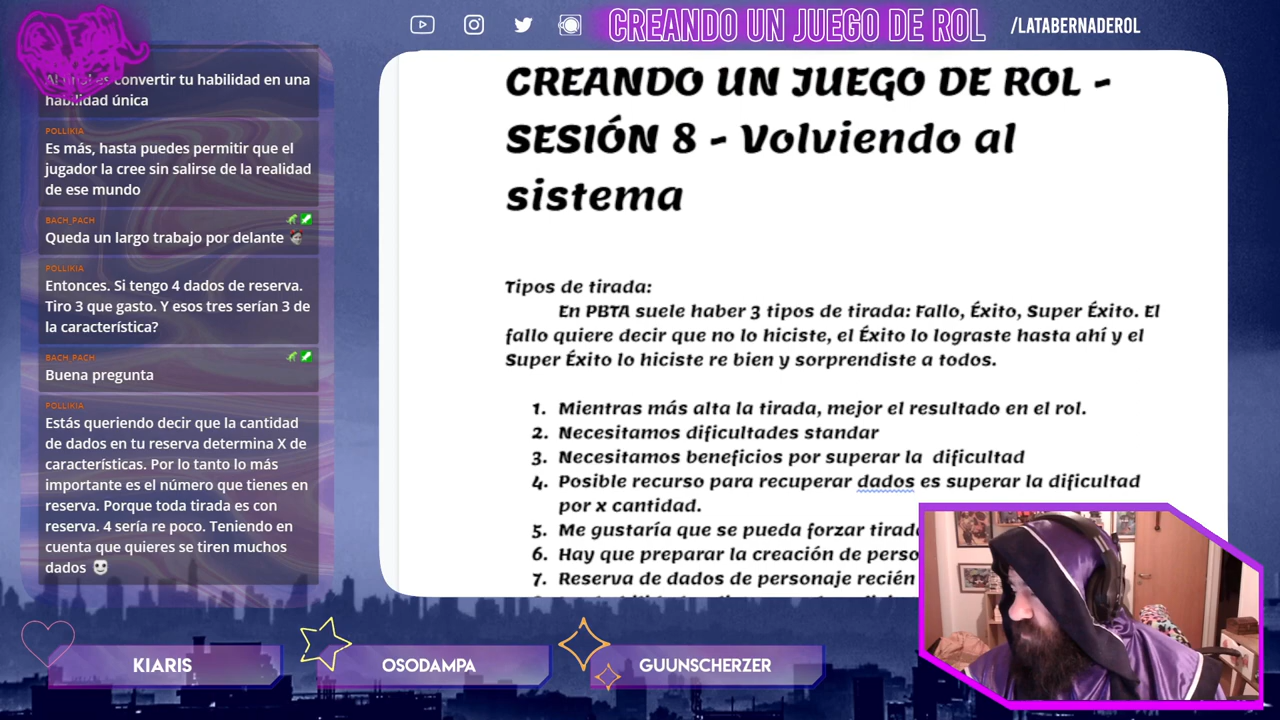 CREANDO UN JUEGO DE ROL
/LATABERNADEROL
convertir tu habilidad en una
habilidad única
POLLIKIA
Es más, hasta puedes permitir que el
jugador la cree sin salirse de la realidad
de ese mundo
BACH_PACH
Queda un largo trabajo por delante
POLLIKIA
Entonces. Si tengo 4 dados de reserva.
Tiro 3 que gasto. Y esos tres serían 3 de
la característica?
BACH_PACH
Buena pregunta
POLLIKIA
Estás queriendo decir que la cantidad
de dados en tu reserva determina X de
características. Por lo tanto lo más
importante es el número que tienes en
reserva. Porque toda tirada es con
reserva. 4 sería re poco. Teniendo en
cuenta que quieres se tiren muchos
dados
CREANDO UN JUEGO DE ROL -
SESIÓN 8 - Volviendo al
sistema
Tipos de tirada:
En PBTA suele haber 3 tipos de tirada: Fallo, Éxito, Super Éxito. El
fallo quiere decir que no lo hiciste, el Éxito lo lograste hasta ahí y el
Super Éxito lo hiciste re bien y sorprendiste a todos.
1. Mientras más alta la tirada, mejor el resultado en el rol.
2. Necesitamos dificultades standar
3. Necesitamos beneficios por superar la dificultad
4. Posible recurso para recuperar dados es superar la dificultad
por x cantidad.
5. Me gustaría que se pueda forzar tirada
6. Hay que preparar la creación de perso
7. Reserva de dados de personaje recién
KIARIS
OSODAMPA
GUUNSCHERZER